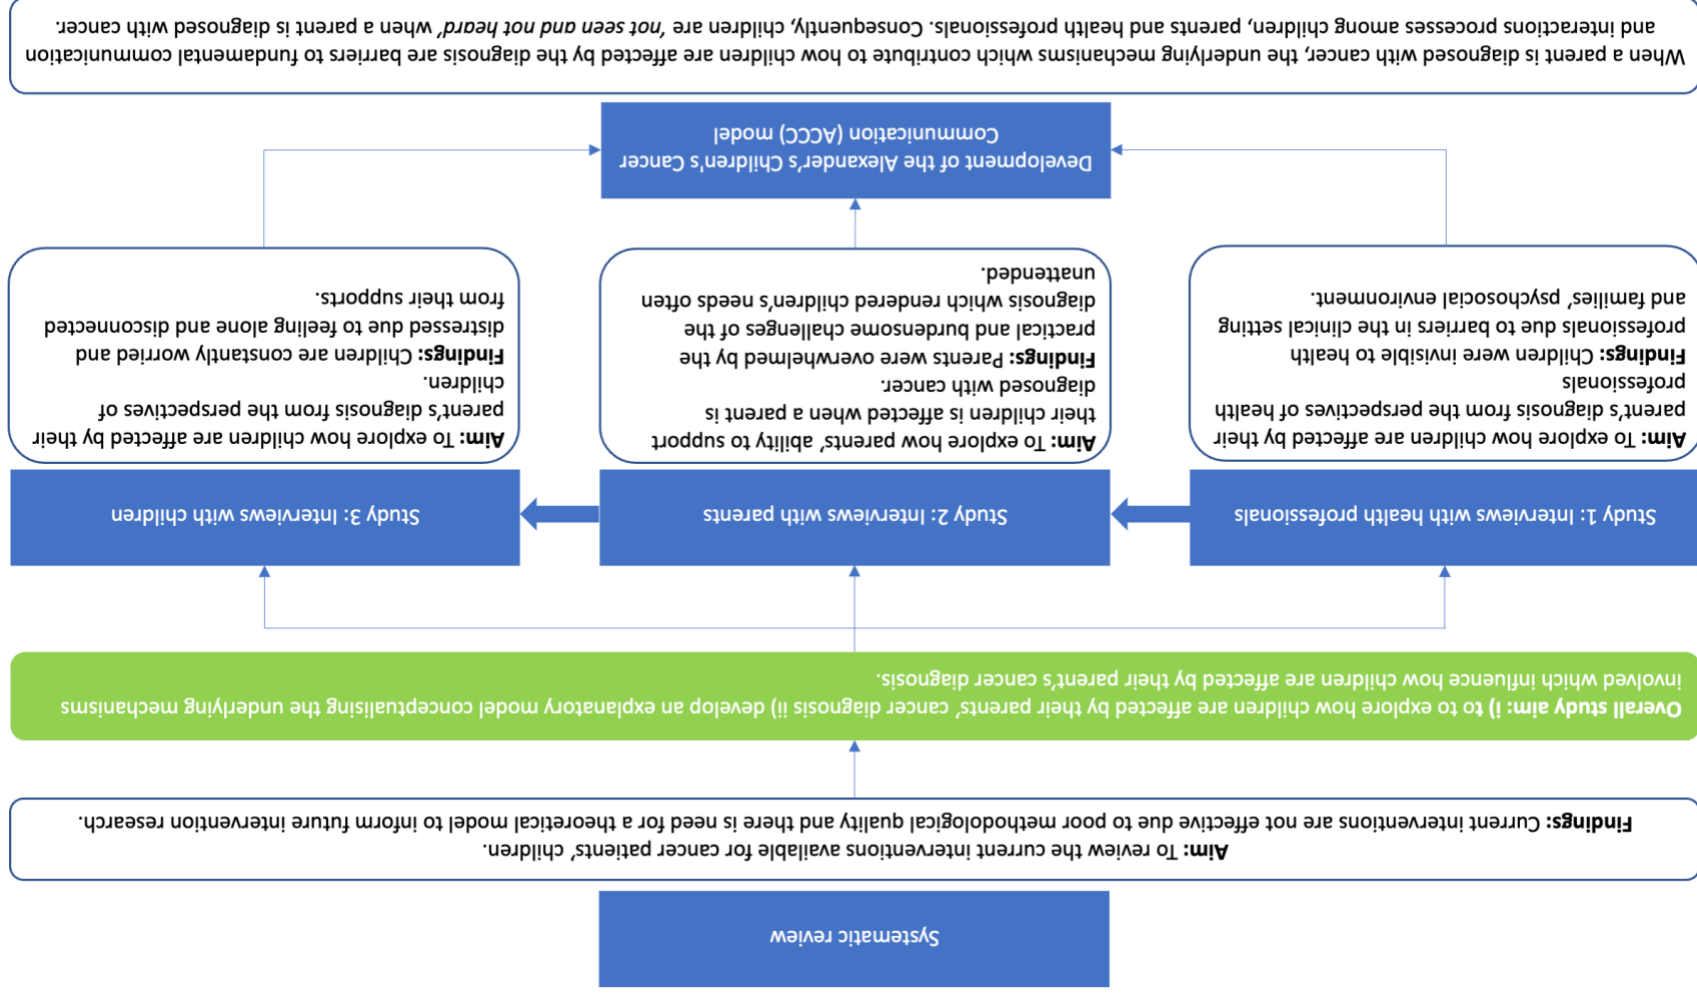 Systematic review
Aim: To review the current interventions available for cancer patients' children.
Findings: Current interventions are not effective due to poor methodological quality and there is need for a theoretical model to inform future intervention research.
Overall study aim: i) to to explore how children are affected by their parents' cancer diagnosis ii) develop an explanatory model conceptualising the underlying mechanisms
involved which influence how children are affected by their parent's cancer diagnosis.
Study 1: Interviews with health professionals
Aim: To explore how children are affected by their
parent's diagnosis from the perspectives of health
professionals
Findings: Children were invisible to health
professionals due to barriers in the clinical setting
and families' psychosocial environment.
Study 2: Interviews with parents
Aim: To explore how parents' ability to support
their children is affected when a parent is
diagnosed with cancer.
Findings: Parents were overwhelmed by the
practical and burdensome challenges of the
diagnosis which rendered children's needs often
unattended.
Study 3: Interviews with children
Aim: To explore how children are affected by their
parent's diagnosis from the perspectives of
children.
Findings: Children are constantly worried and
distressed due to feeling alone and disconnected
from their supports.
Development of the Alexander's Children's Cancer
Communication (ACCC) model
When a parent is diagnosed with cancer, the underlying mechanisms which contribute to how children are affected by the diagnosis are barriers to fundamental communication
and interactions processes among children, parents and health professionals. Consequently, children are 'not seen and not heard' when a parent is diagnosed with cancer.